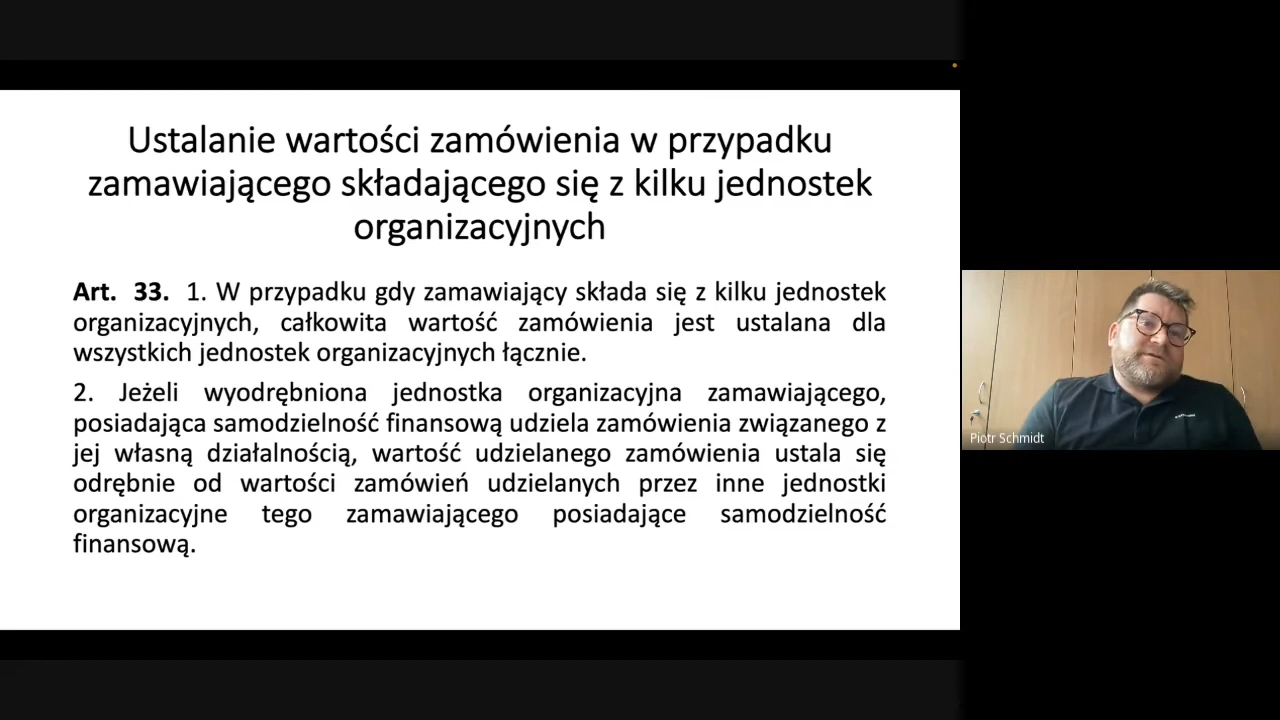 Ustalanie wartości zamówienia w przypadku
zamawiającego składającego się z kilku jednostek
organizacyjnych
Art. 33. 1. W przypadku gdy zamawiający składa się z kilku jednostek
organizacyjnych, całkowita wartość zamówienia jest ustalana dla
wszystkich jednostek organizacyjnych łącznie.
2. Jeżeli wyodrębniona jednostka organizacyjna zamawiającego,
posiadająca samodzielność finansową udziela zamówienia związanego z
jej własną działalnością, wartość udzielanego zamówienia ustala się
odrębnie od wartości zamówień udzielanych przez inne jednostki
organizacyjne tego zamawiającego posiadające samodzielność
finansową.
Piotr Schmidt